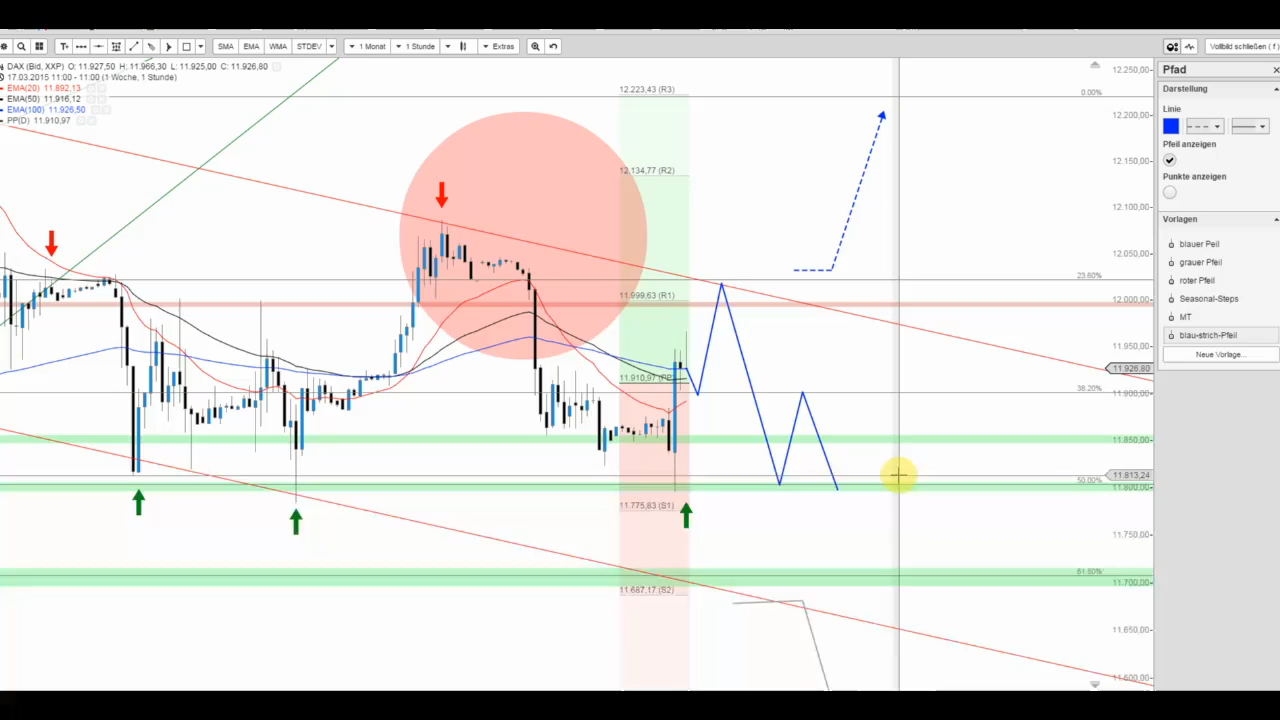 SMA EMA WMA STDEV 1 Monat 1 Stunde Extras Vollbild schließen ( f )
DAX (Bid, XXP) O: 11.927,50 H: 11.966,30 L: 11.925,00 C: 11.926,80
17.03.2015 11:00 - 11:00 (1 Woche, 1 Stunde)
EMA(20) 11.892,13
EMA(50) 11.916,12
EMA(100) 11.926,50
PP(D) 11.910,97
12.223,43 (R3)
12.134,77 (R2)
11.999,63 (R1)
11.910,97 (PP)
11.775,83 (S1)
11.687,17 (S2)
0.00%
23.60%
38.20%
50.00%
61.80%
12.250,00
12.200,00
12.150,00
12.100,00
12.050,00
12.000,00
11.950,00
11.926,80
11.900,00
11.850,00
11.813,24
11.800,00
11.750,00
11.700,00
11.650,00
11.600,00
Pfad
Darstellung
Linie
Pfeil anzeigen
Punkte anzeigen
Vorlagen
blauer Peil
grauer Pfeil
roter Pfeil
Seasonal-Steps
MT
blau-strich-Pfeil
Neue Vorlage...